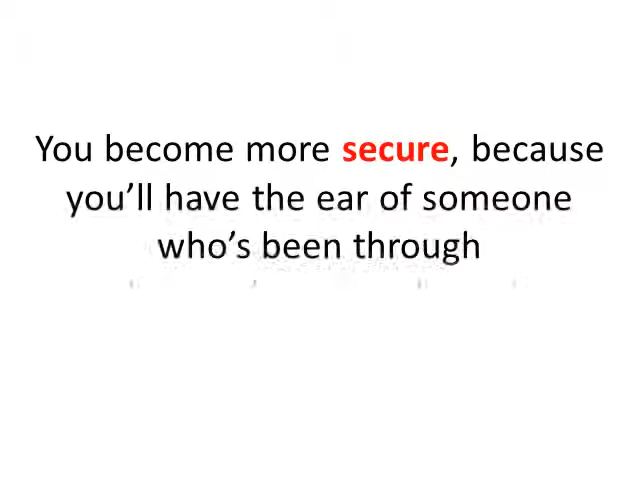 You become more secure, because
you’ll have the ear of someone
who’s been through